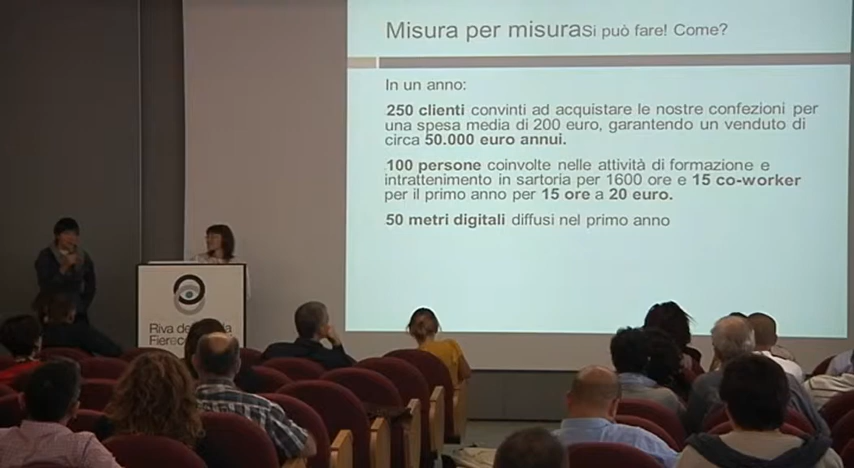 Misura per misurasi può fare! Come?
In un anno:
250 clienti convinti ad acquistare le nostre confezioni per
una spesa media di 200 euro, garantendo un venduto di
circa 50.000 euro annui.
100 persone coinvolte nelle attività di formazione e
intrattenimento in sartoria per 1600 ore e 15 co-worker
per il primo anno per 15 ore a 20 euro.
50 metri digitali diffusi nel primo anno
Riva del
Fierec